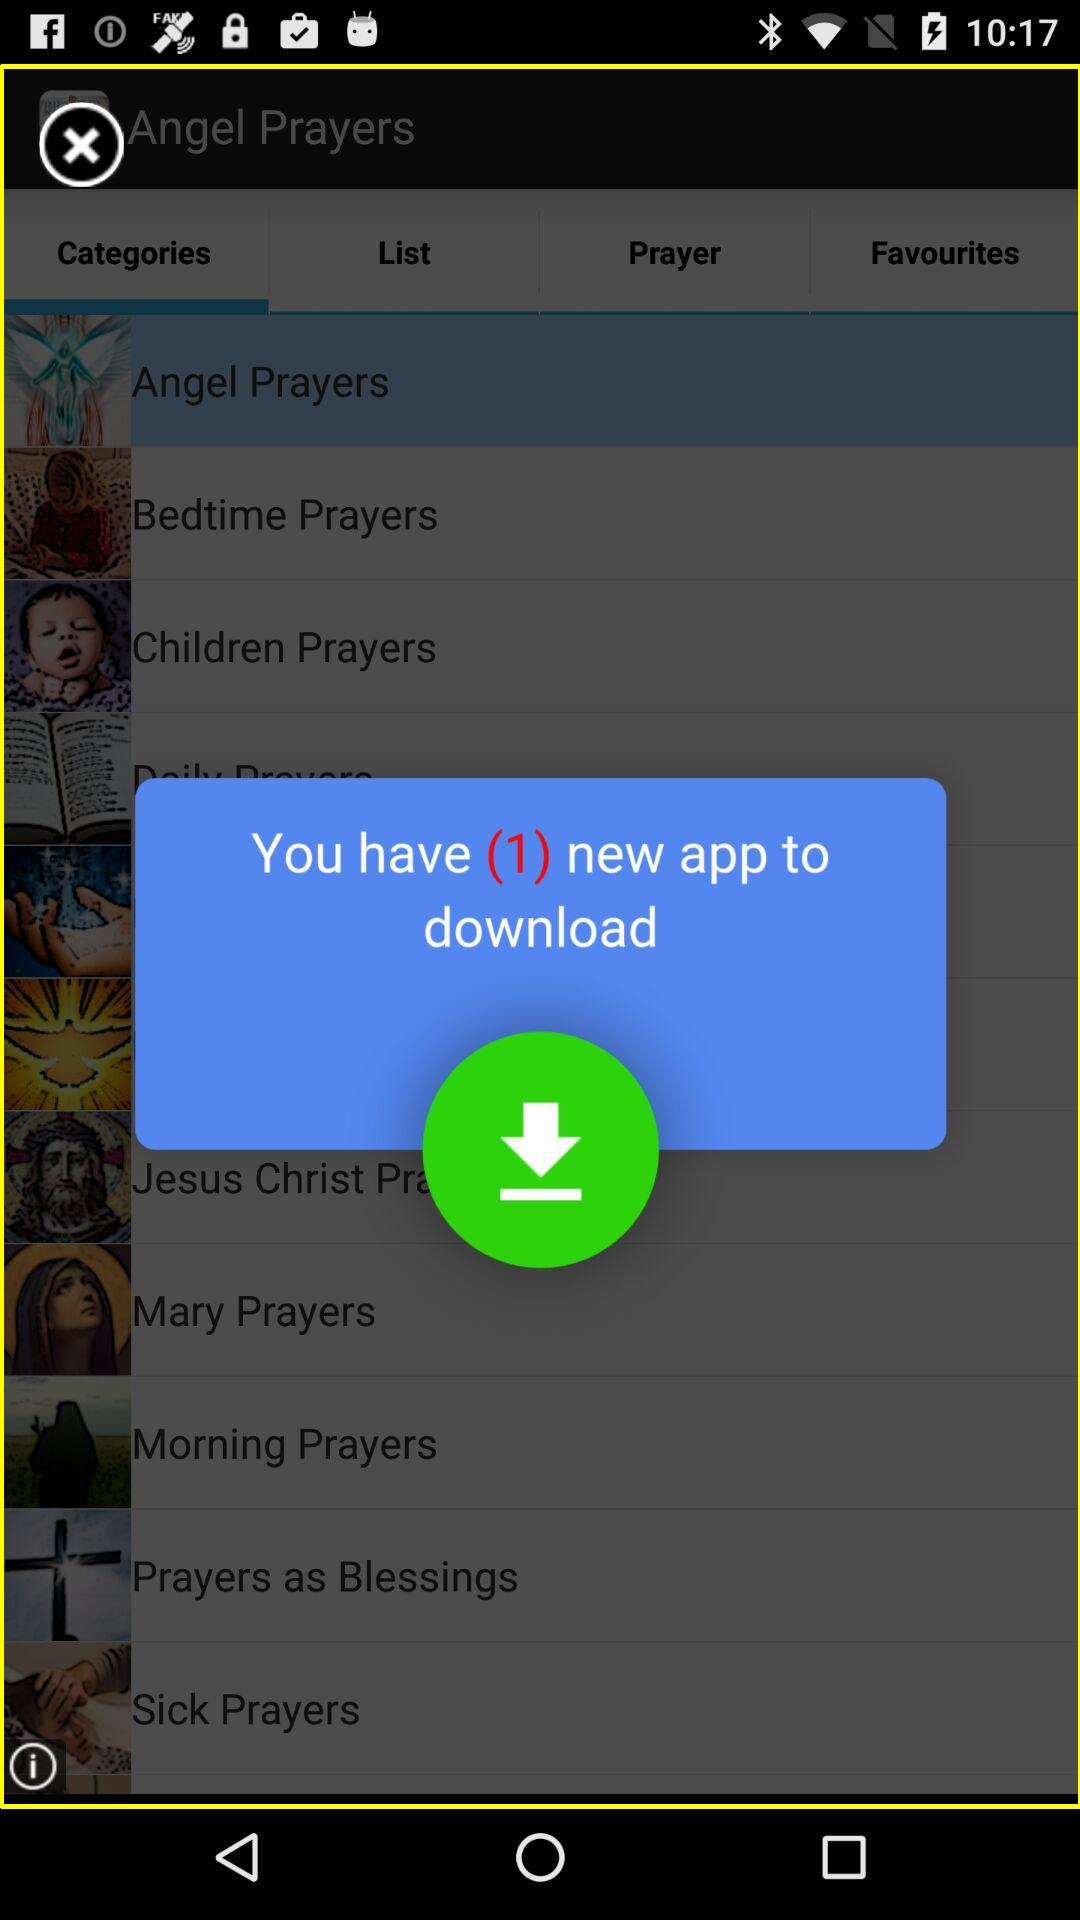 FAKE
10:17
Angel Prayers
Categories
List
Prayer
Favourites
Angel Prayers
Bedtime Prayers
Children Prayers
Daily Prayers
You have (1) new app to
download
Jesus Christ Pra
Mary Prayers
Morning Prayers
Prayers as Blessings
Sick Prayers